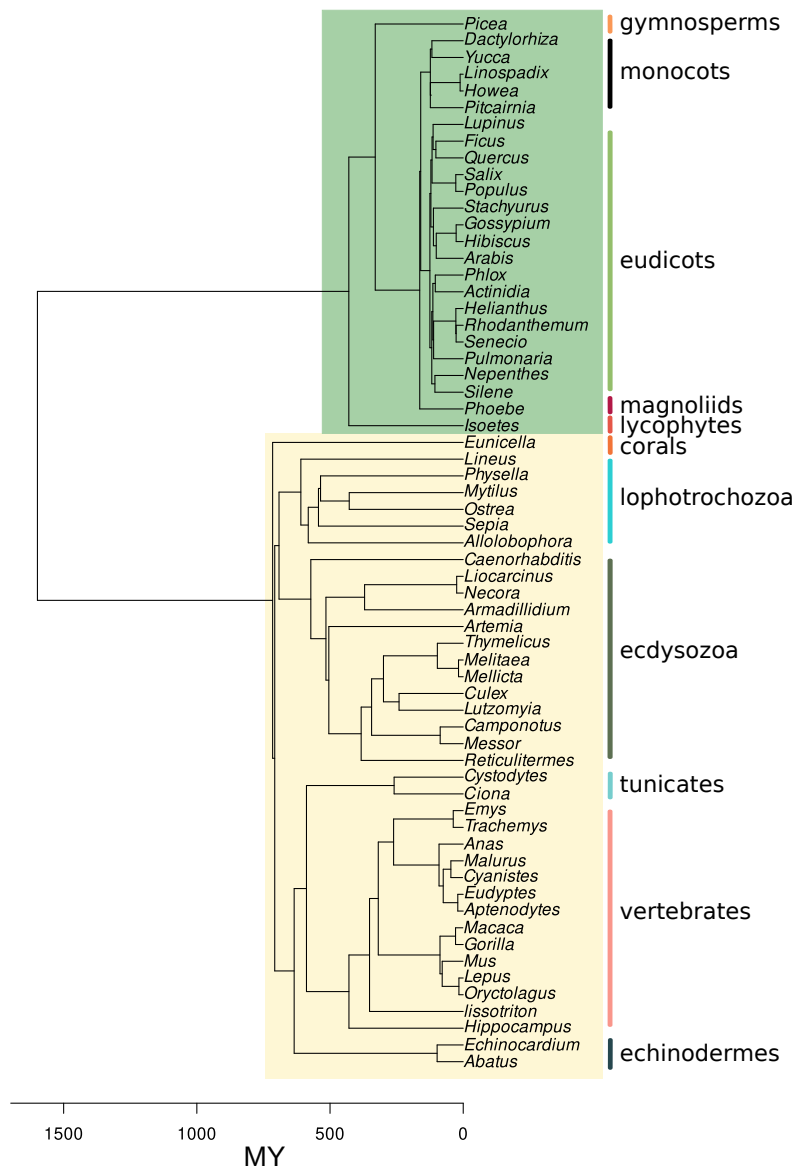 Picea
gymnosperms
Dactylorhiza
Yucca
Linospadix
monocots
Howea
Pitcairnia
Lupinus
Ficus
Quercus
Salix
Populus
Stachyurus
Gossypium
Hibiscus
Arabis
eudicots
Phlox
Actinidia
Helianthus
Rhodanthemum
Senecio
Pulmonaria
Nepenthes
Silene
Phoebe
magnoliids
Isoetes
lycophytes
Eunicella
corals
Lineus
Physella
Mytilus
lophotrochozoa
Ostrea
Sepia
Allolobophora
Caenorhabditis
Liocarcinus
Necora
Armadillidium
Artemia
Thymelicus
ecdysozoa
Melitaea
Mellicta
Culex
Lutzomyia
Camponotus
Messor
Reticulitermes
Cystodytes
tunicates
Ciona
Emys
Trachemys
Anas
Malurus
Cyanistes
Eudyptes
Aptenodytes
vertebrates
Macaca
Gorilla
Mus
Lepus
Oryctolagus
lissotriton
Hippocampus
Echinocardium
echinodermes
Abatus
1500 1000 500 0
MY